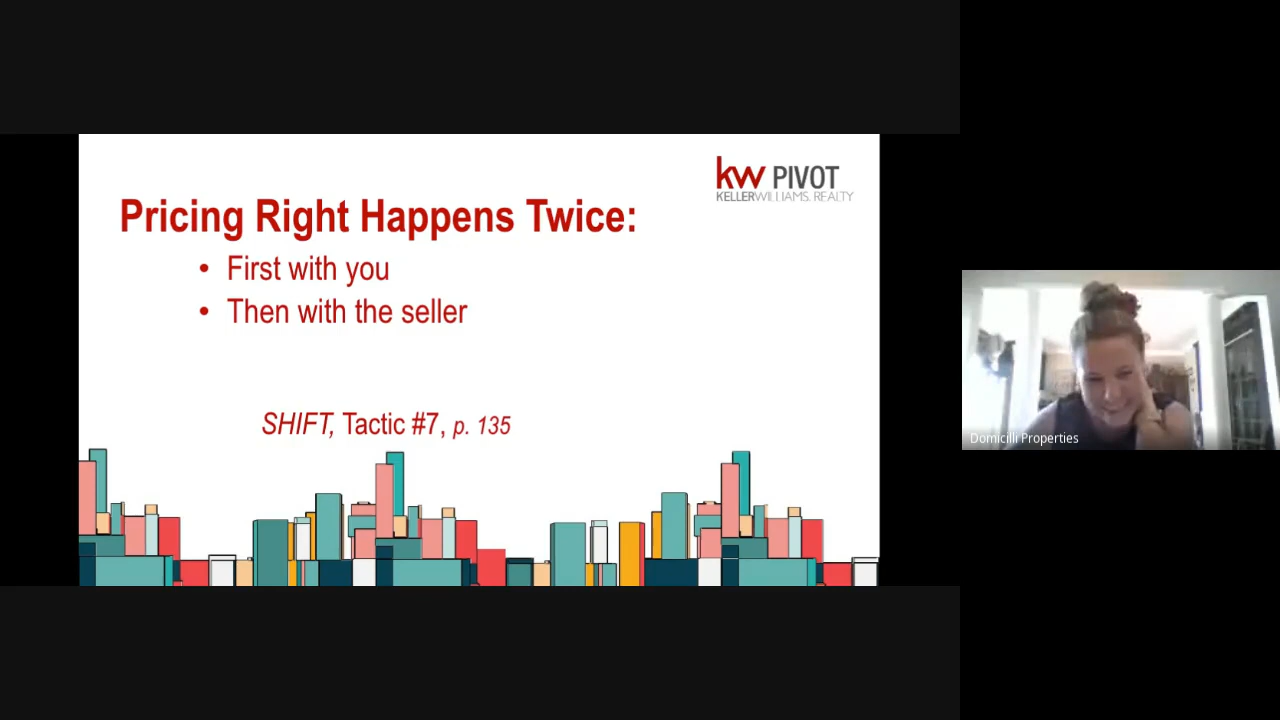 kw PIVOT
KELLERWILLIAMS. REALTY
Pricing Right Happens Twice:
• First with you
• Then with the seller
SHIFT, Tactic #7, p. 135
Domicilli Properties